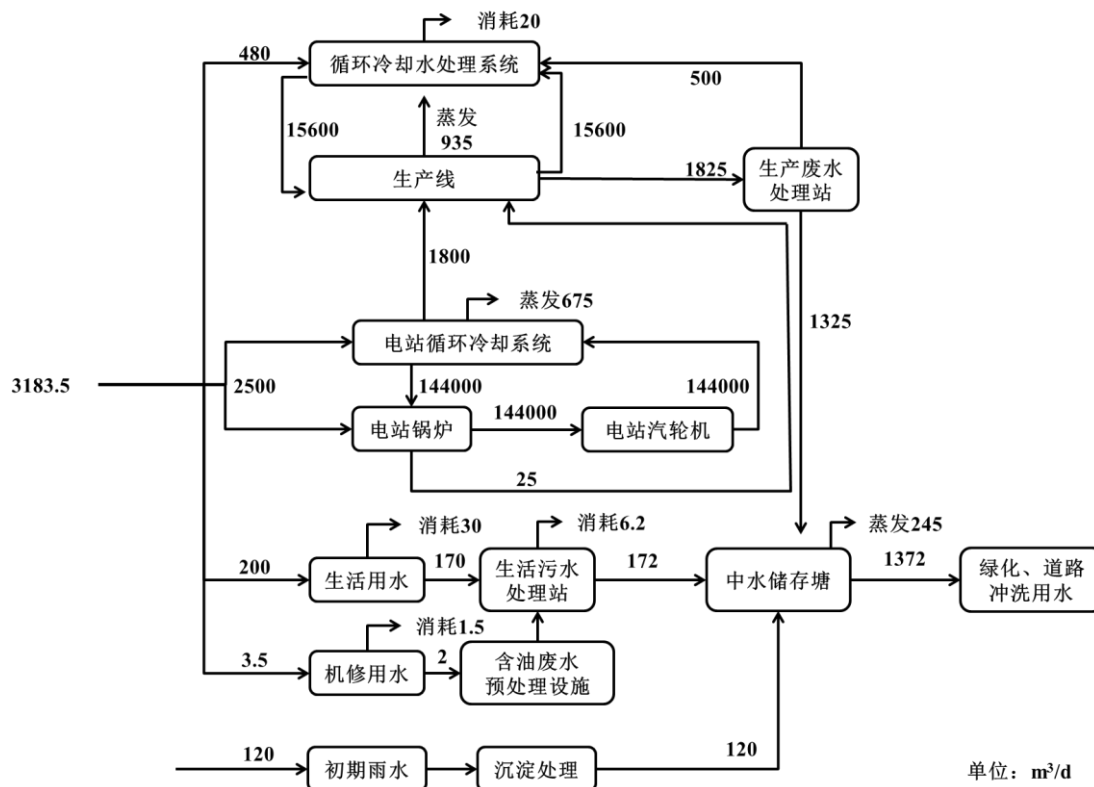 消耗20
480
循环冷却水处理系统
500
15600
蒸发
935
15600
生产线
1825
生产废水
处理站
1800
蒸发675
1325
电站循环冷却系统
3183.5
2500
144000
144000
144000
电站锅炉
电站汽轮机
25
消耗30
消耗6.2
蒸发245
200
生活用水
170
生活污水
处理站
172
中水储存塘
1372
绿化、道路
冲洗用水
消耗1.5
3.5
机修用水
2
含油废水
预处理设施
120
初期雨水
沉淀处理
120
单位：m³/d